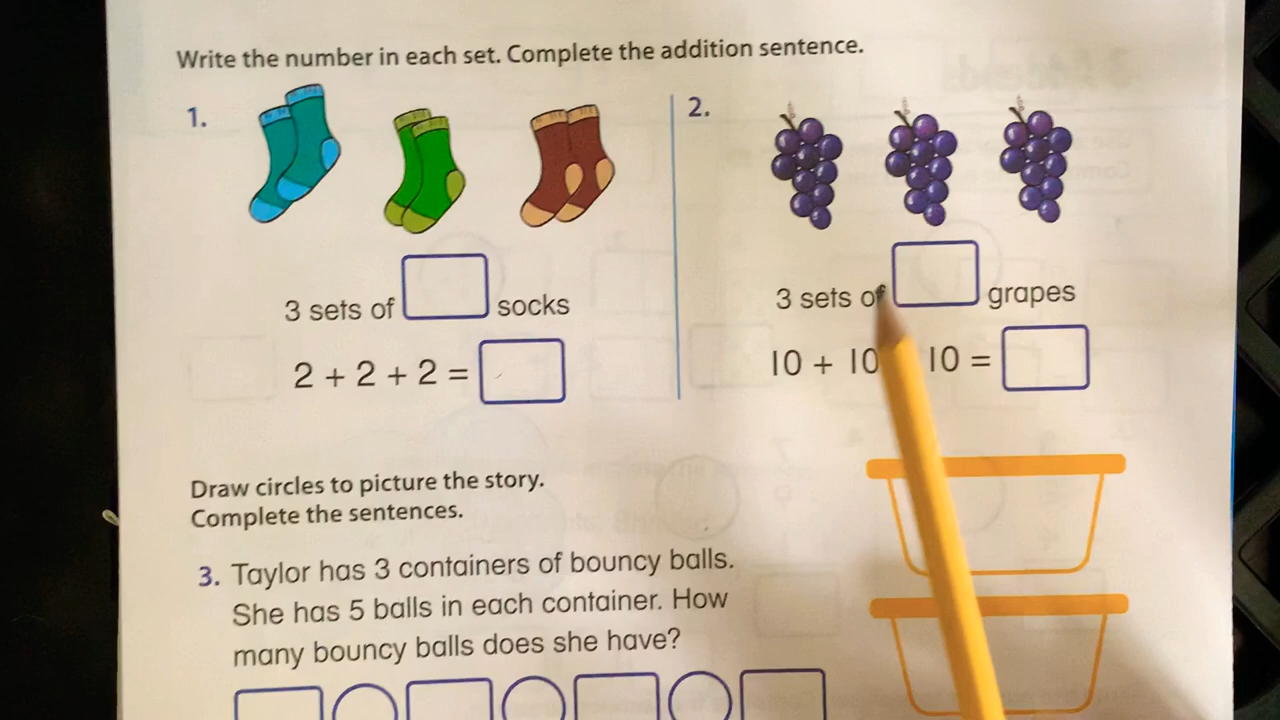 Write the number in each set. Complete the addition sentence.
1.
3 sets of socks
2 + 2 + 2 =
2.
3 sets of grapes
10 + 10 10 =
Draw circles to picture the story.
Complete the sentences.
3. Taylor has 3 containers of bouncy balls.
She has 5 balls in each container. How
many bouncy balls does she have?